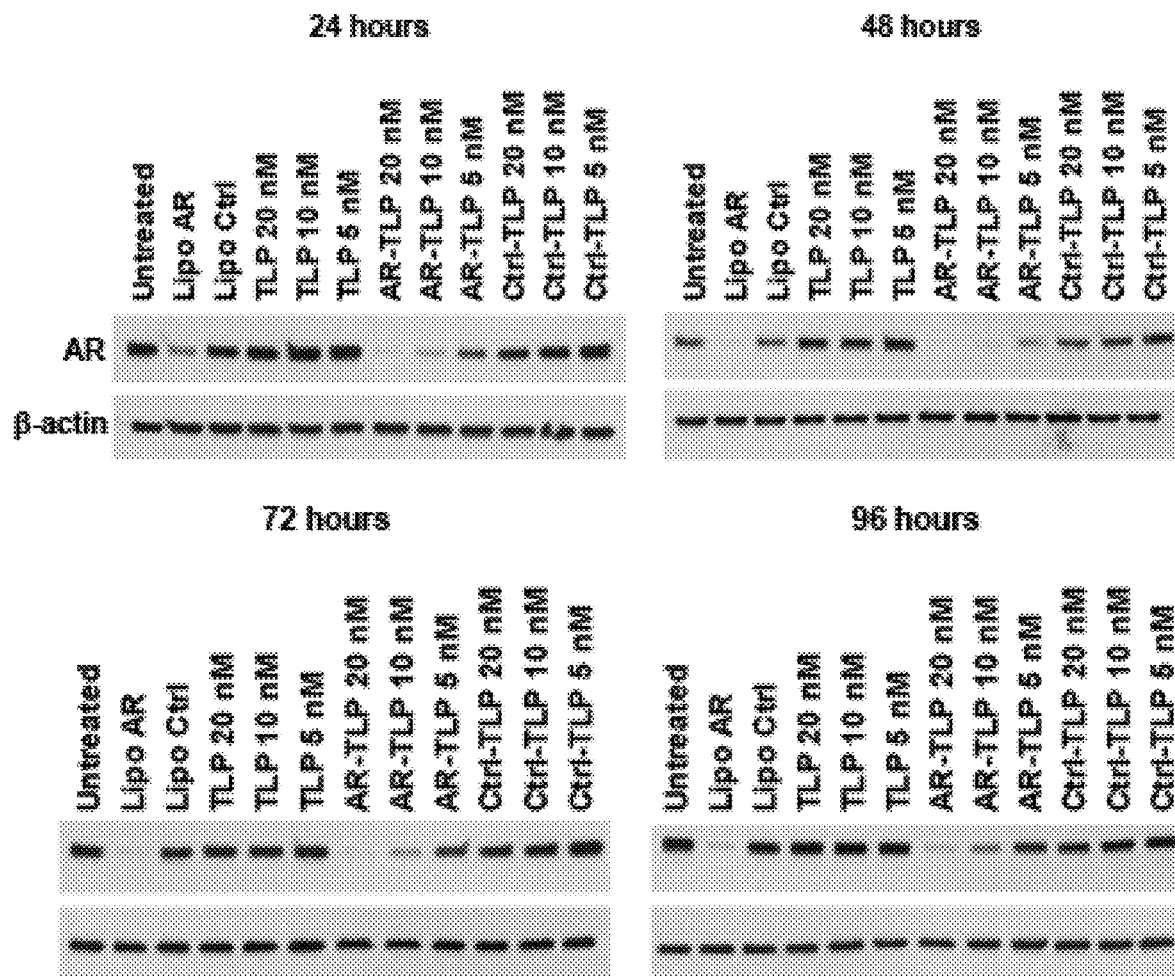 24 hours
Untreated
Lipo AR
Lipo Ctrl
TLP 20 nM
TLP 10 nM
TLP 5 nM
AR-TLP 20 nM
AR-TLP 10 nM
AR-TLP 5 nM
Ctrl-TLP 20 nM
Ctrl-TLP 10 nM
Ctrl-TLP 5 nM
AR
β-actin
48 hours
Untreated
Lipo AR
Lipo Ctrl
TLP 20 nM
TLP 10 nM
TLP 5 nM
AR-TLP 20 nM
AR-TLP 10 nM
AR-TLP 5 nM
Ctrl-TLP 20 nM
Ctrl-TLP 10 nM
Ctrl-TLP 5 nM
72 hours
Untreated
Lipo AR
Lipo Ctrl
TLP 20 nM
TLP 10 nM
TLP 5 nM
AR-TLP 20 nM
AR-TLP 10 nM
AR-TLP 5 nM
Ctrl-TLP 20 nM
Ctrl-TLP 10 nM
Ctrl-TLP 5 nM
96 hours
Untreated
Lipo AR
Lipo Ctrl
TLP 20 nM
TLP 10 nM
TLP 5 nM
AR-TLP 20 nM
AR-TLP 10 nM
AR-TLP 5 nM
Ctrl-TLP 20 nM
Ctrl-TLP 10 nM
Ctrl-TLP 5 nM